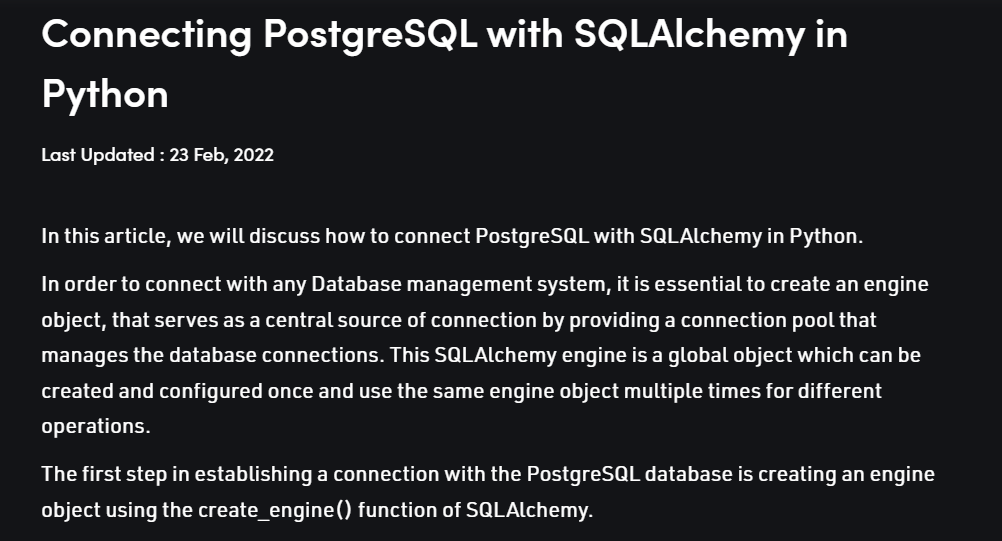 Connecting PostgreSQL with SQLAlchemy in
Python
Last Updated : 23 Feb, 2022
In this article, we will discuss how to connect PostgreSQL with SQLAlchemy in Python.
In order to connect with any Database management system, it is essential to create an engine
object, that serves as a central source of connection by providing a connection pool that
manages the database connections. This SQLAlchemy engine is a global object which can be
created and configured once and use the same engine object multiple times for different
operations.
The first step in establishing a connection with the PostgreSQL database is creating an engine
object using the create_engine() function of SQLAlchemy.